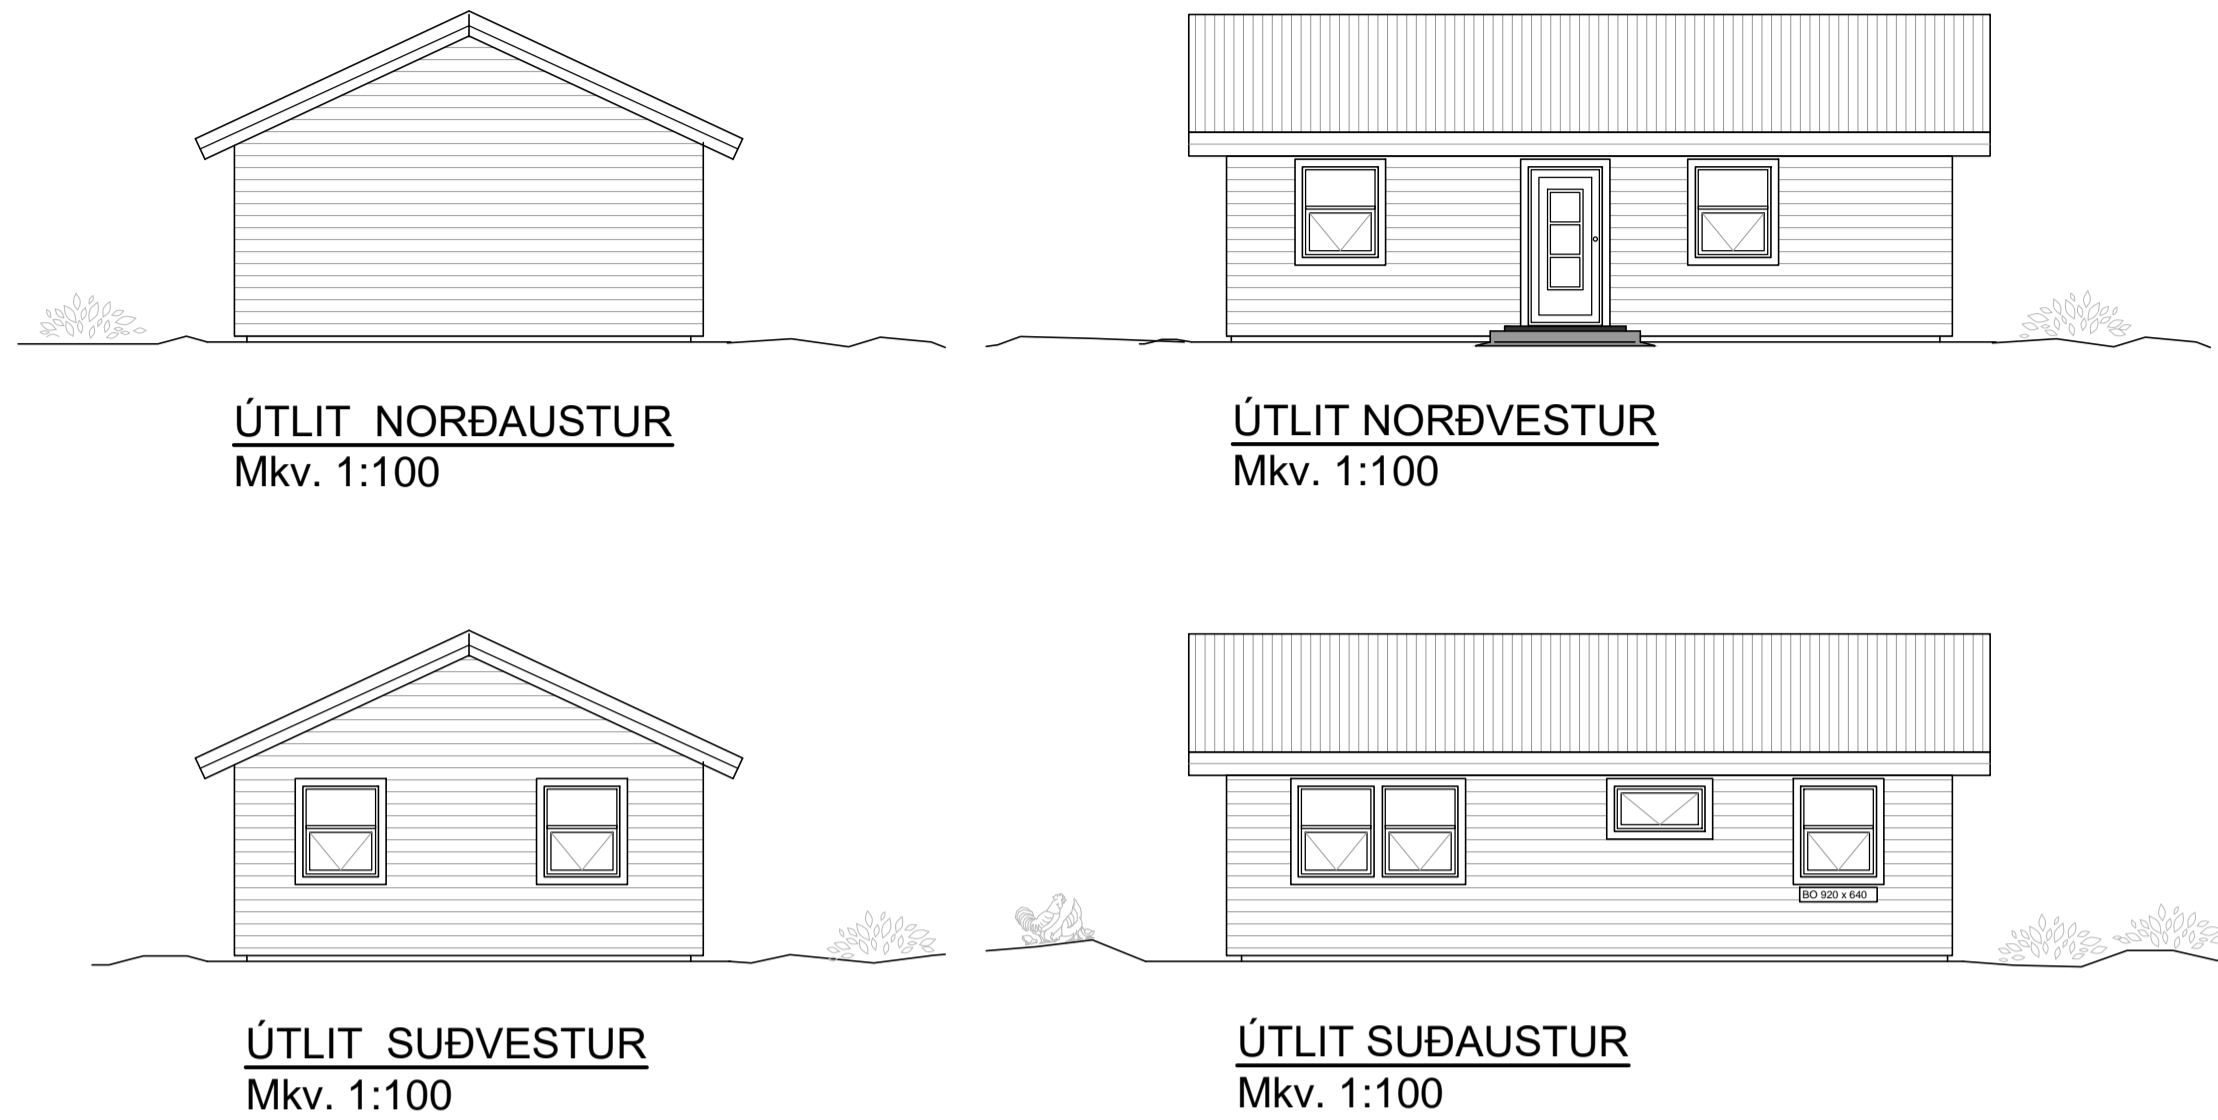 ÚTLIT NORÐAUSTUR
Mkv. 1:100
ÚTLIT NORÐVESTUR
Mkv. 1:100
BO 920 x 640
ÚTLIT SUÐVESTUR
Mkv. 1:100
ÚTLIT SUÐAUSTUR
Mkv. 1:100